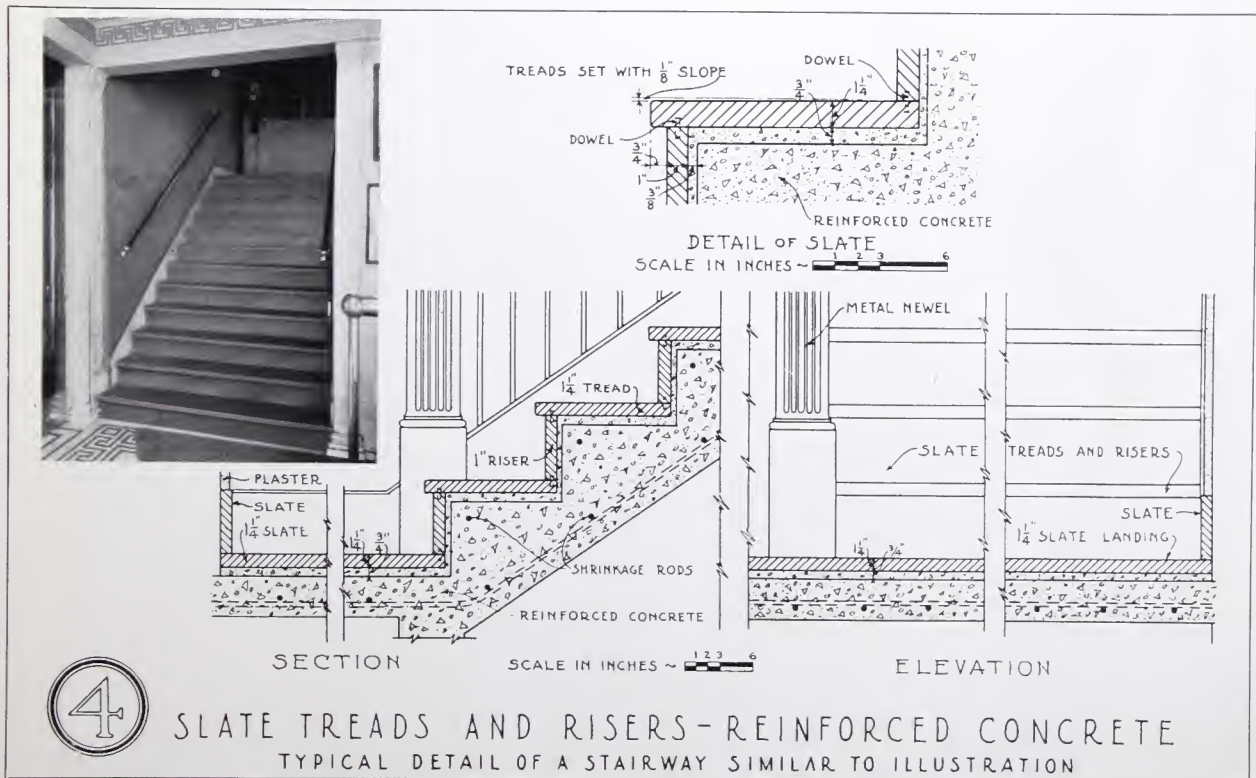 TREADS SET WITH 1/8" SLOPE
DOWEL
3/4"
1 1/4"
DOWEL
3/4"
1"
3/8"
REINFORCED CONCRETE
DETAIL OF SLATE
SCALE IN INCHES ~ 1 2 3 6
METAL NEWEL
1 1/4" TREAD
1" RISER
SLATE TREADS AND RISERS
PLASTER
SLATE
1 1/4" SLATE
1 1/4" 3/4"
SLATE
1 1/4" SLATE LANDING
1 1/4" 3/4"
SHRINKAGE RODS
REINFORCED CONCRETE
SECTION
SCALE IN INCHES ~ 1 2 3 6
ELEVATION
4
SLATE TREADS AND RISERS-REINFORCED CONCRETE
TYPICAL DETAIL OF A STAIRWAY SIMILAR TO ILLUSTRATION